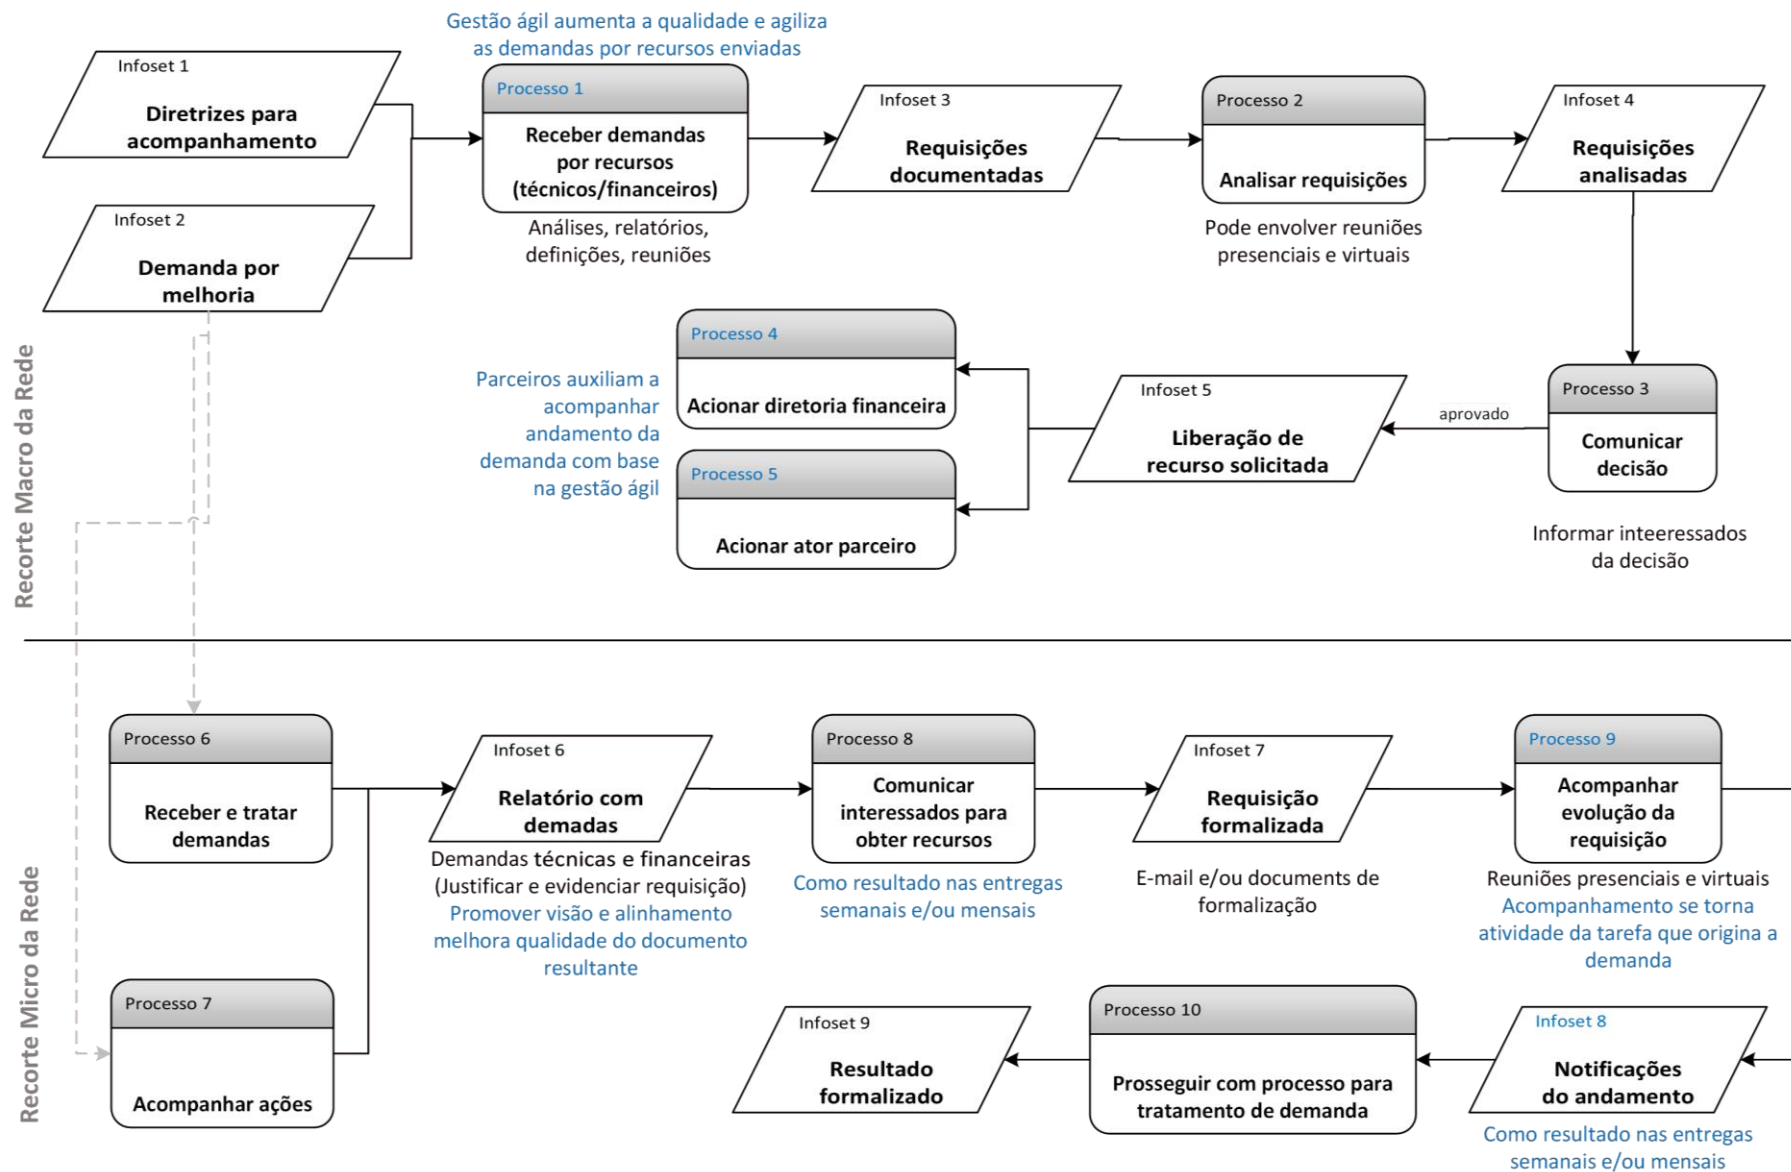 Gestão ágil aumenta a qualidade e agiliza
as demandas por recursos enviadas
Infoset 1
Diretrizes para
acompanhamento
Processo 1
Receber demandas
por recursos
(técnicos/financeiros)
Análises, relatórios,
definições, reuniões
Infoset 3
Requisições
documentadas
Processo 2
Analisar requisições
Pode envolver reuniões
presenciais e virtuais
Infoset 4
Requisições
analisadas
Infoset 2
Demanda por
melhoria
Recorte Macro da Rede
Parceiros auxiliam a
acompanhar
andamento da
demanda com base
na gestão ágil
Processo 4
Acionar diretoria financeira
Processo 5
Acionar ator parceiro
Infoset 5
Liberação de
recurso solicitada
aprovado
Processo 3
Comunicar
decisão
Informar inteeressados
da decisão
Recorte Micro da Rede
Processo 6
Receber e tratar
demandas
Infoset 6
Relatório com
demadas
Demandas técnicas e financeiras
(Justificar e evidenciar requisição)
Promover visão e alinhamento
melhora qualidade do documento
resultante
Processo 8
Comunicar
interessados para
obter recursos
Como resultado nas entregas
semanais e/ou mensais
Infoset 7
Requisição
formalizada
E-mail e/ou documents de
formalização
Processo 9
Acompanhar
evolução da
requisição
Reuniões presenciais e virtuais
Acompanhamento se torna
atividade da tarefa que origina a
demanda
Processo 7
Acompanhar ações
Infoset 9
Resultado
formalizado
Processo 10
Prosseguir com processo para
tratamento de demanda
Infoset 8
Notificações
do andamento
Como resultado nas entregas
semanais e/ou mensais